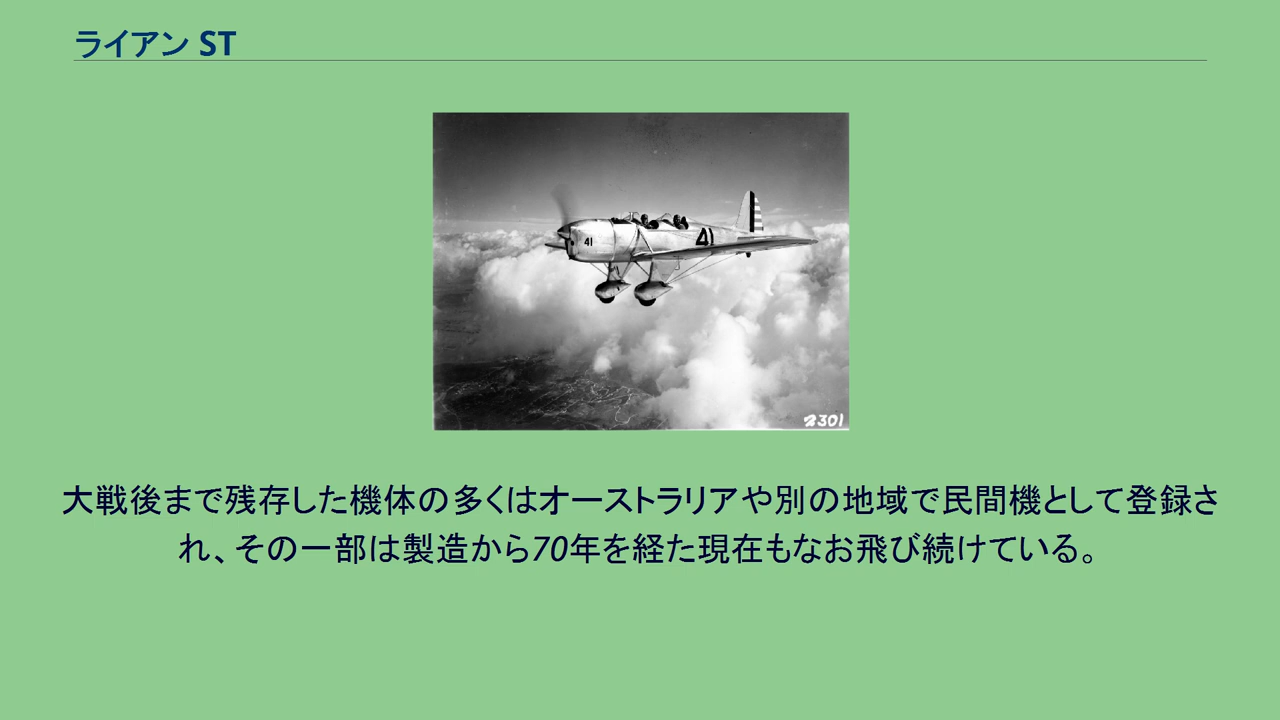 ライアン ST
41
41
2301
大戦後まで残存した機体の多くはオーストラリアや別の地域で民間機として登録さ
れ、その一部は製造から70年を経た現在もなお飛び続けている。